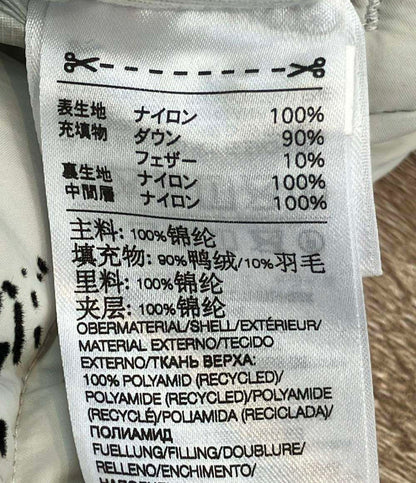 表生地 ナイロン 100%
充填物 ダウン 90%
フェザー 10%
裏生地 ナイロン 100%
中間層 ナイロン 100%
主料: 100%锦纶
填充物: 90%鸭绒/10%羽毛
里料: 100%锦纶
夹层: 100%锦纶
OBERMATERIAL/SHELL/EXTÉRIEUR/
MATERIAL EXTERNO/TECIDO
EXTERNO/ТКАНЬ ВЕРХА:
100% POLYAMID (RECYCLED)/
POLYAMIDE (RECYCLED)/POLYAMIDE
(RECYCLÉ)/POLIAMIDA (RECICLADA)/
ПОЛИАМИД
FUELLUNG/FILLING/DOUBLURE/
RELLENO/ENCHIMENTO/